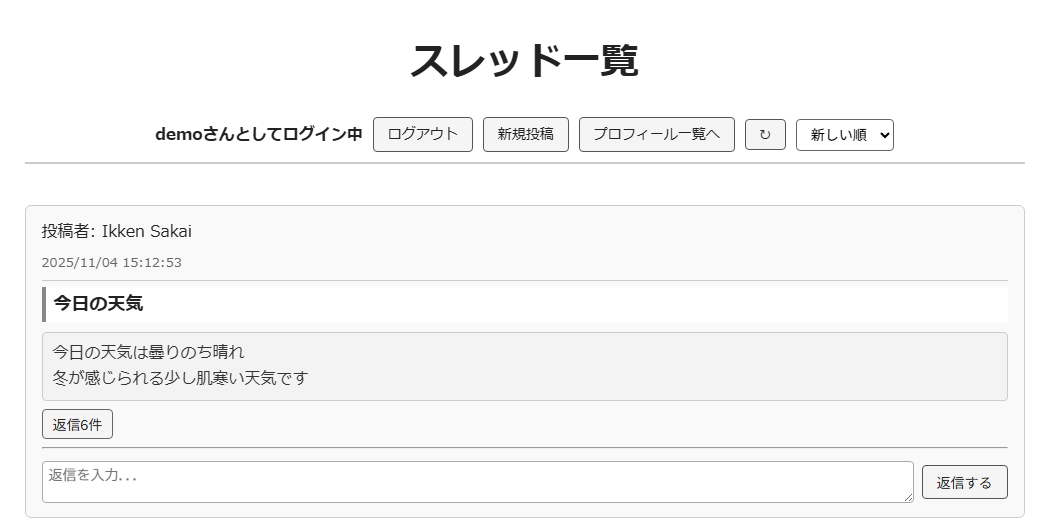 スレッド一覧
demoさんとしてログイン中 ログアウト 新規投稿 プロフィール一覧へ ↻ 新しい順
投稿者: Ikken Sakai
2025/11/04 15:12:53
今日の天気
今日の天気は曇りのち晴れ
冬が感じられる少し肌寒い天気です
返信6件
返信を入力... 返信する